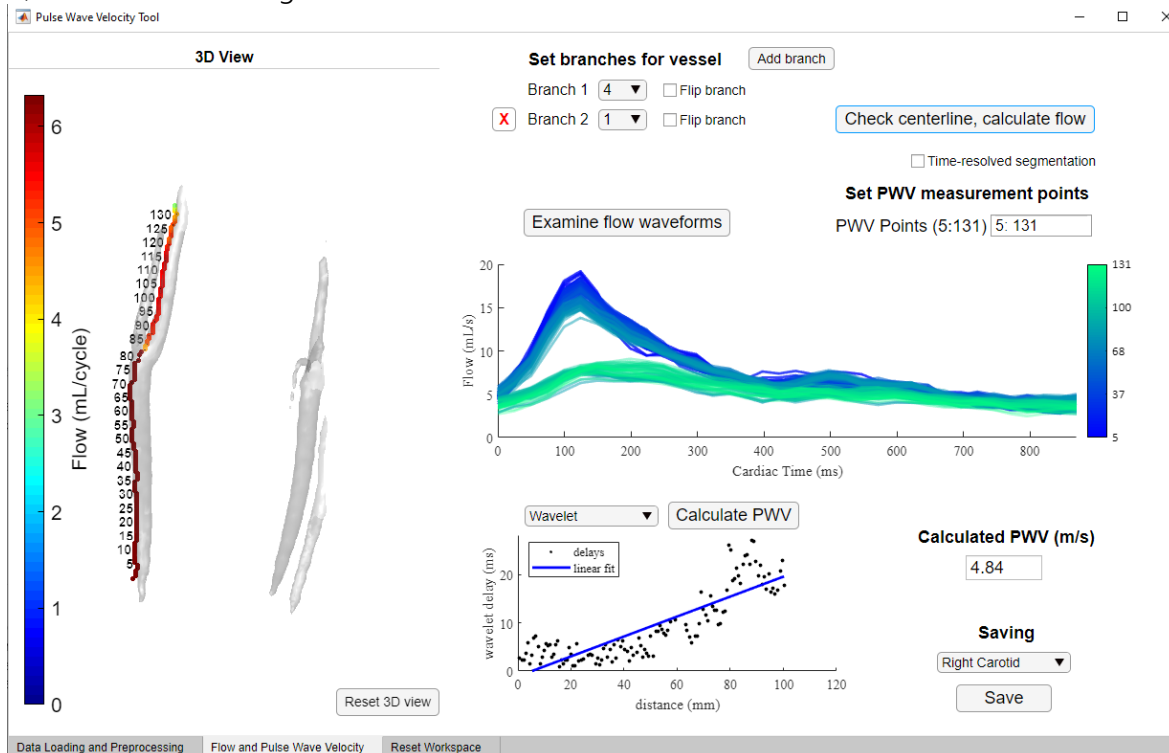 Pulse Wave Velocity Tool
3D View
6
5
4
3
2
1
0
Flow (mL/cycle)
130
125
120
115
110
105
100
95
90
85
80
75
70
65
60
55
50
45
40
35
30
25
20
15
10
5
Reset 3D view
Set branches for vessel
Add branch
Branch 1 4 ▼ Flip branch
X Branch 2 1 ▼ Flip branch
Check centerline, calculate flow
Time-resolved segmentation
Set PWV measurement points
PWV Points (5:131) 5: 131
Examine flow waveforms
20
15
10
5
0
Flow (mL/s)
0 100 200 300 400 500 600 700 800
Cardiac Time (ms)
131
100
68
37
5
Wavelet ▼ Calculate PWV
delays
linear fit
20
10
0
wavelet delay (ms)
0 20 40 60 80 100 120
distance (mm)
Calculated PWV (m/s)
4.84
Saving
Right Carotid ▼
Save
Data Loading and Preprocessing Flow and Pulse Wave Velocity Reset Workspace